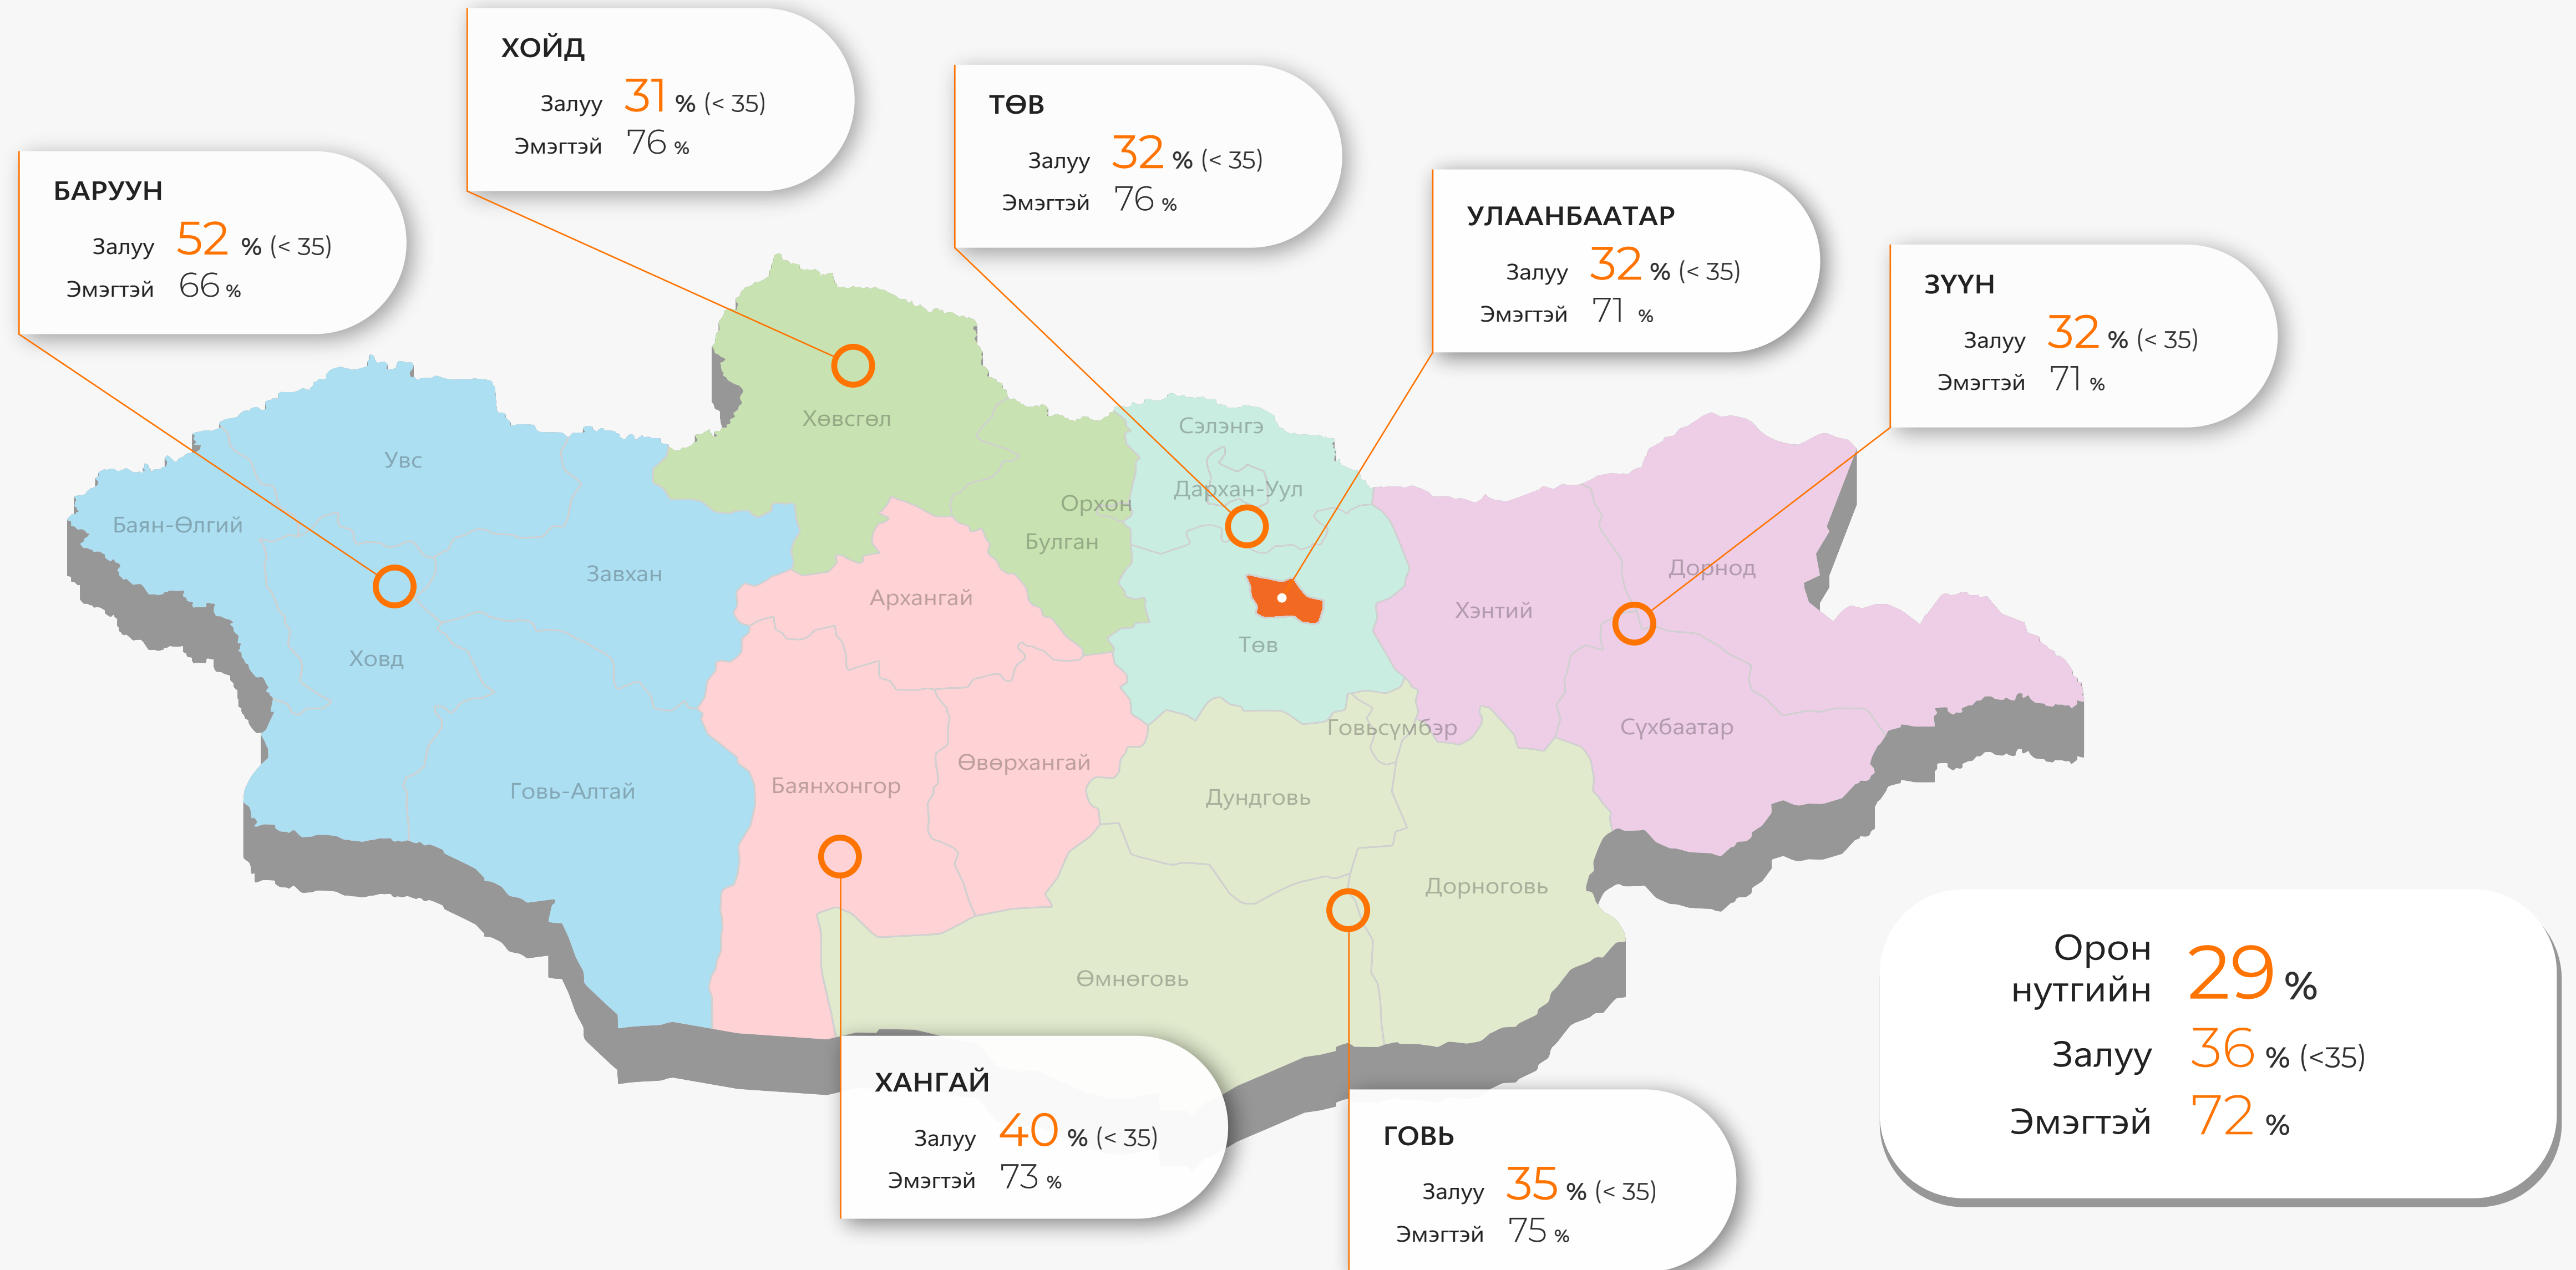 ХОЙД
Залуу 31 % (< 35)
Эмэгтэй 76 %
ТӨВ
Залуу 32 % (< 35)
Эмэгтэй 76 %
БАРУУН
Залуу 52 % (< 35)
Эмэгтэй 66 %
УЛААНБААТАР
Залуу 32 % (< 35)
Эмэгтэй 71 %
ЗҮҮН
Залуу 32 % (< 35)
Эмэгтэй 71 %
Хөвсгөл
Сэлэнгэ
Увс
Дархан-Уул
Орхон
Баян-Өлгий
Булган
Завхан
Дорнод
Архангай
Хэнтий
Төв
Ховд
Говьсүмбэр
Сүхбаатар
Өвөрхангай
Баянхонгор
Говь-Алтай
Дундговь
Дорноговь
Өмнөговь
ХАНГАЙ
Залуу 40 % (< 35)
Эмэгтэй 73 %
ГОВЬ
Залуу 35 % (< 35)
Эмэгтэй 75 %
Орон
нутгийн 29 %
Залуу 36 % (<35)
Эмэгтэй 72 %